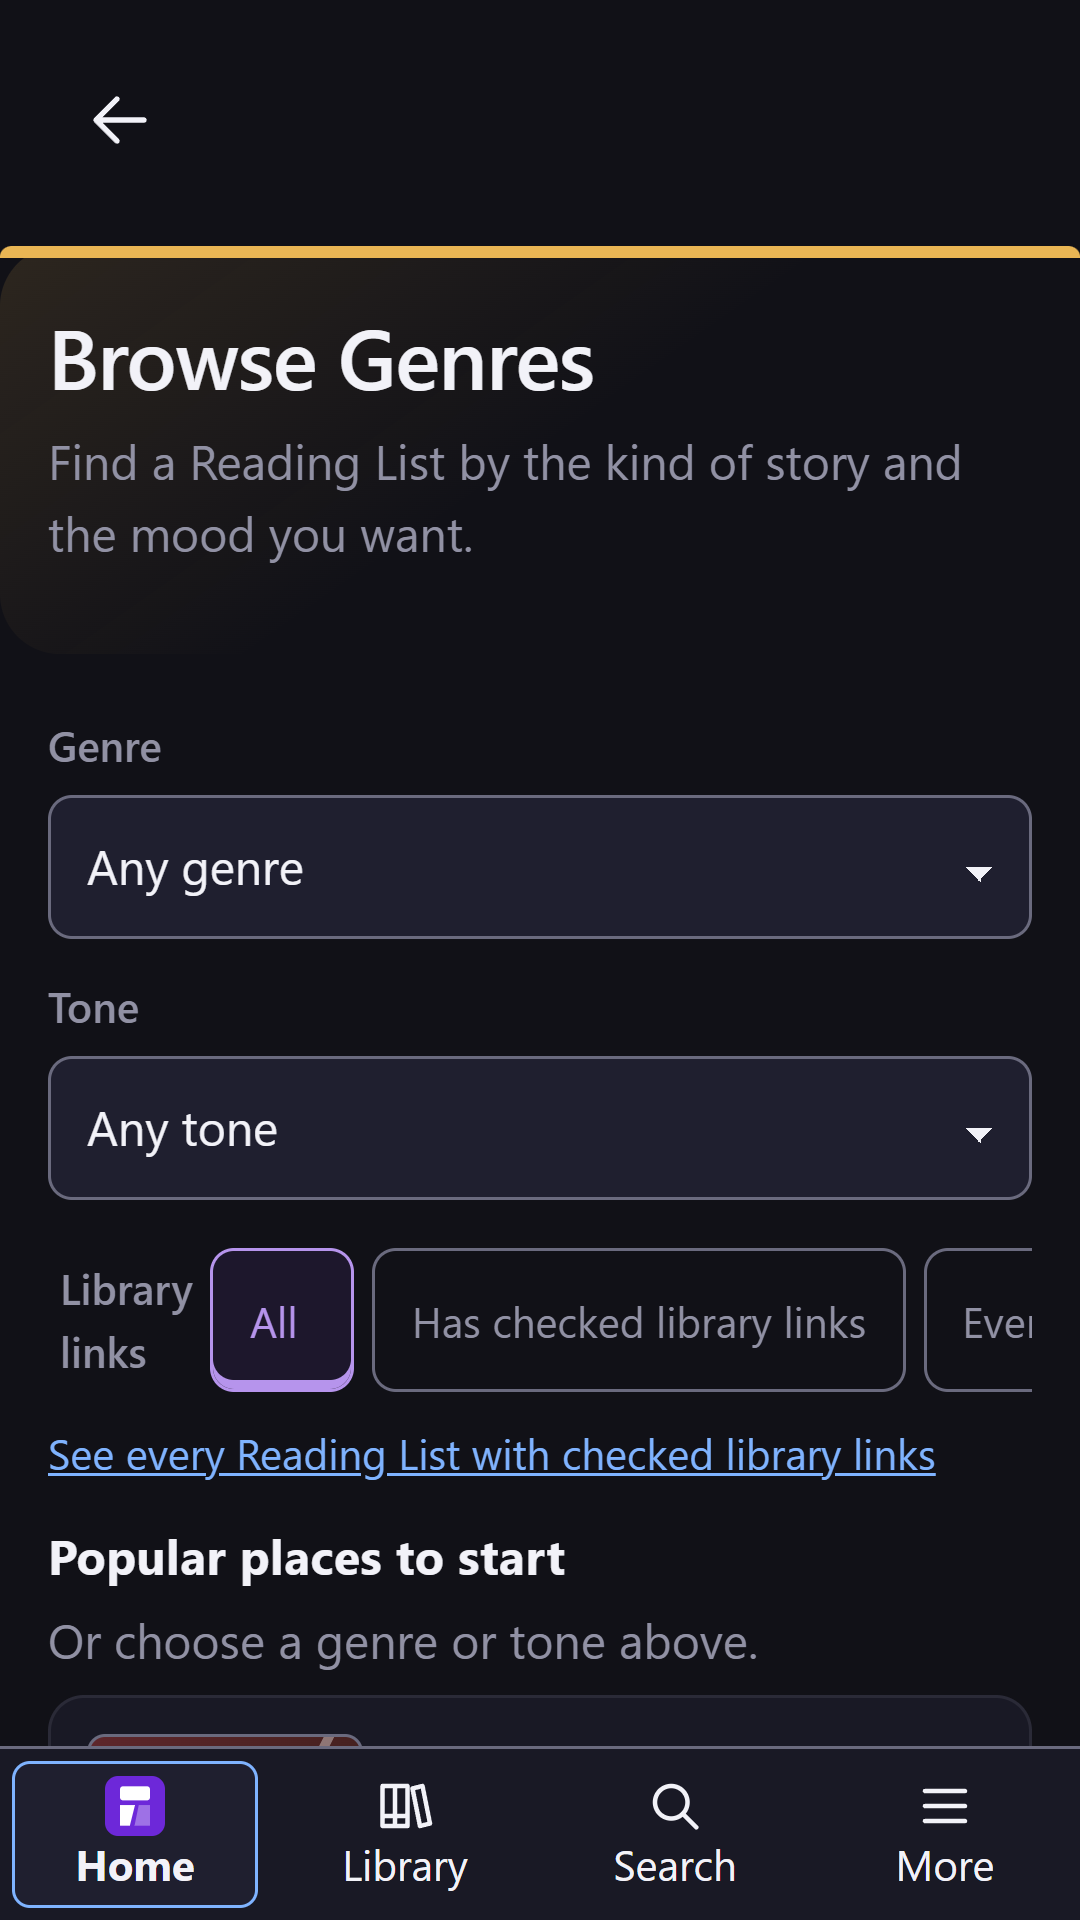 Browse Genres
Find a Reading List by the kind of story and
the mood you want.
Genre
Any genre
Tone
Any tone
Library
links
All
Has checked library links
See every Reading List with checked library links
Popular places to start
Or choose a genre or tone above.
Home
Library
Search
More